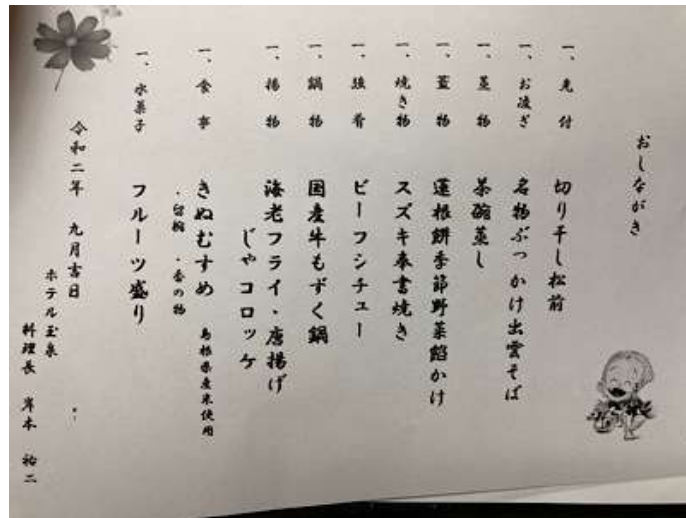 おしながき
一、先付 切り干し松前
一、お凌ぎ 名物ぶっかけ出雲そば
一、蒸物 茶碗蒸し
一、蓋物 蓮根餅季節野菜餡かけ
一、焼き物 スズキ奉書焼き
一、強肴 ビーフシチュー
一、鍋物 国産牛もずく鍋
一、揚物 海老フライ・唐揚げ
じゃコロッケ
一、食事 きぬむすめ 島根県産米使用
・留椀 ・香の物
一、水菓子 フルーツ盛り
令和二年 九月吉日
ホテル玉泉
料理長 岸本 祐二